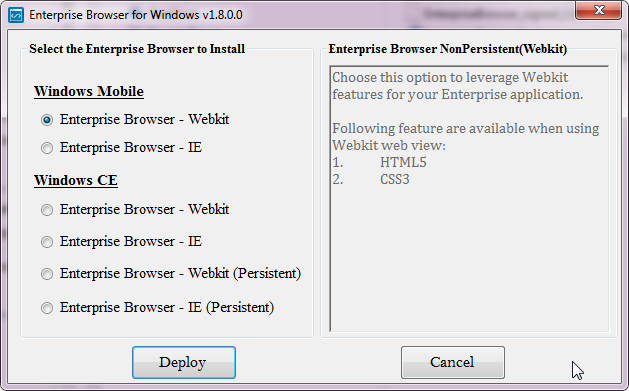 Enterprise Browser for Windows v1.8.0.0
Select the Enterprise Browser to Install
Windows Mobile
Enterprise Browser - Webkit
Enterprise Browser - IE
Windows CE
Enterprise Browser - Webkit
Enterprise Browser - IE
Enterprise Browser - Webkit (Persistent)
Enterprise Browser - IE (Persistent)
Enterprise Browser NonPersistent(Webkit)
Choose this option to leverage Webkit
features for your Enterprise application.
Following feature are available when using
Webkit web view:
1. HTML5
2. CSS3
Deploy
Cancel